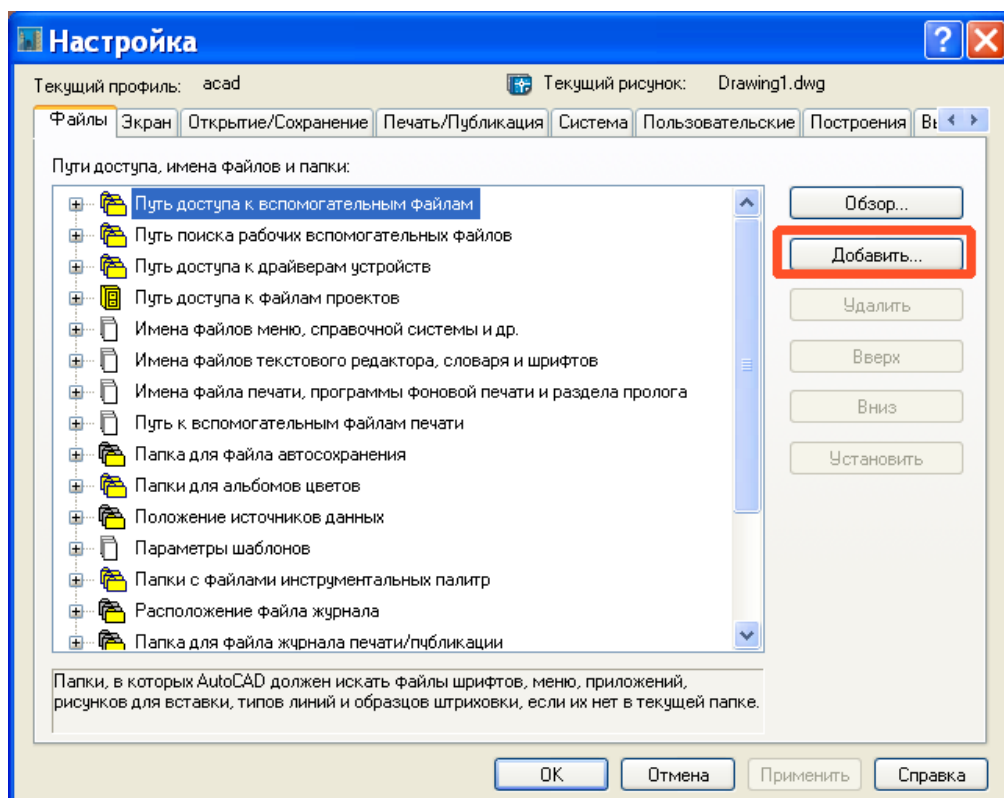 Настройка
Текущий профиль: acad Текущий рисунок: Drawing1.dwg
Файлы Экран Открытие/Сохранение Печать/Публикация Система Пользовательские Построения
Пути доступа, имена файлов и папки:
Путь доступа к вспомогательным файлам
Обзор...
Путь поиска рабочих вспомогательных файлов
Добавить...
Путь доступа к драйверам устройств
Путь доступа к файлам проектов
Удалить
Имена файлов меню, справочной системы и др.
Имена файлов текстового редактора, словаря и шрифтов
Вверх
Имена файла печати, программы фоновой печати и раздела пролога
Вниз
Путь к вспомогательным файлам печати
Папка для файла автосохранения
Установить
Папки для альбомов цветов
Положение источников данных
Параметры шаблонов
Папки с файлами инструментальных палитр
Расположение файла журнала
Папка для файла журнала печати/публикации
Папки, в которых AutoCAD должен искать файлы шрифтов, меню, приложений,
рисунков для вставки, типов линий и образцов штриховки, если их нет в текущей папке.
OK Отмена Применить Справка